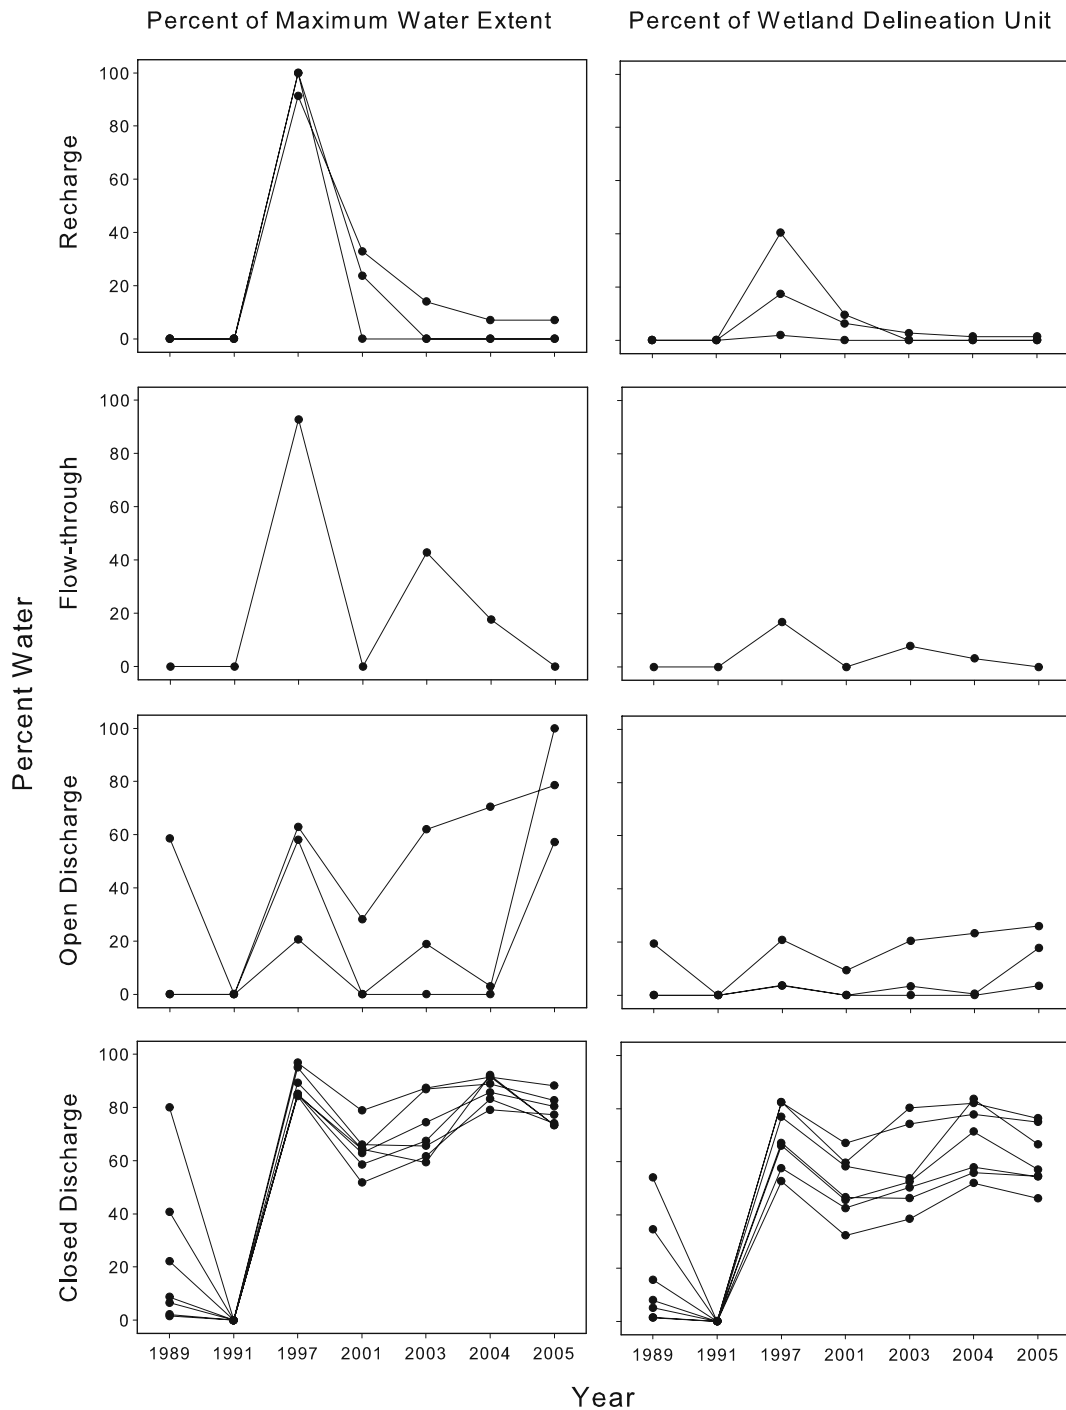 Percent of Maximum Water Extent
Percent of Wetland Delineation Unit
Percent Water
Recharge
100
80
60
40
20
0
Flow-through
100
80
60
40
20
0
Open Discharge
100
80
60
40
20
0
Closed Discharge
100
80
60
40
20
0
1989 1991 1997 2001 2003 2004 2005
1989 1991 1997 2001 2003 2004 2005
Year